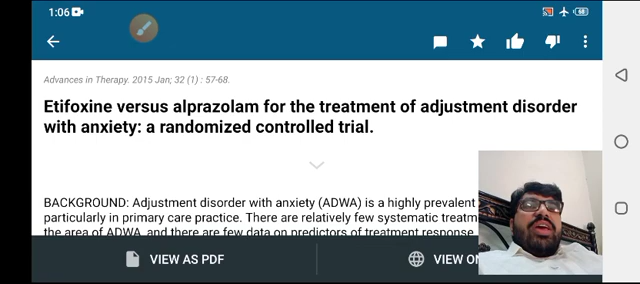 1:06
68
Advances in Therapy. 2015 Jan; 32 (1) : 57-68.
Etifoxine versus alprazolam for the treatment of adjustment disorder
with anxiety: a randomized controlled trial.
BACKGROUND: Adjustment disorder with anxiety (ADWA) is a highly prevalent
particularly in primary care practice. There are relatively few systematic
the area of ADWA, and there are few data on predictors of treatment response
VIEW AS PDF
VIEW